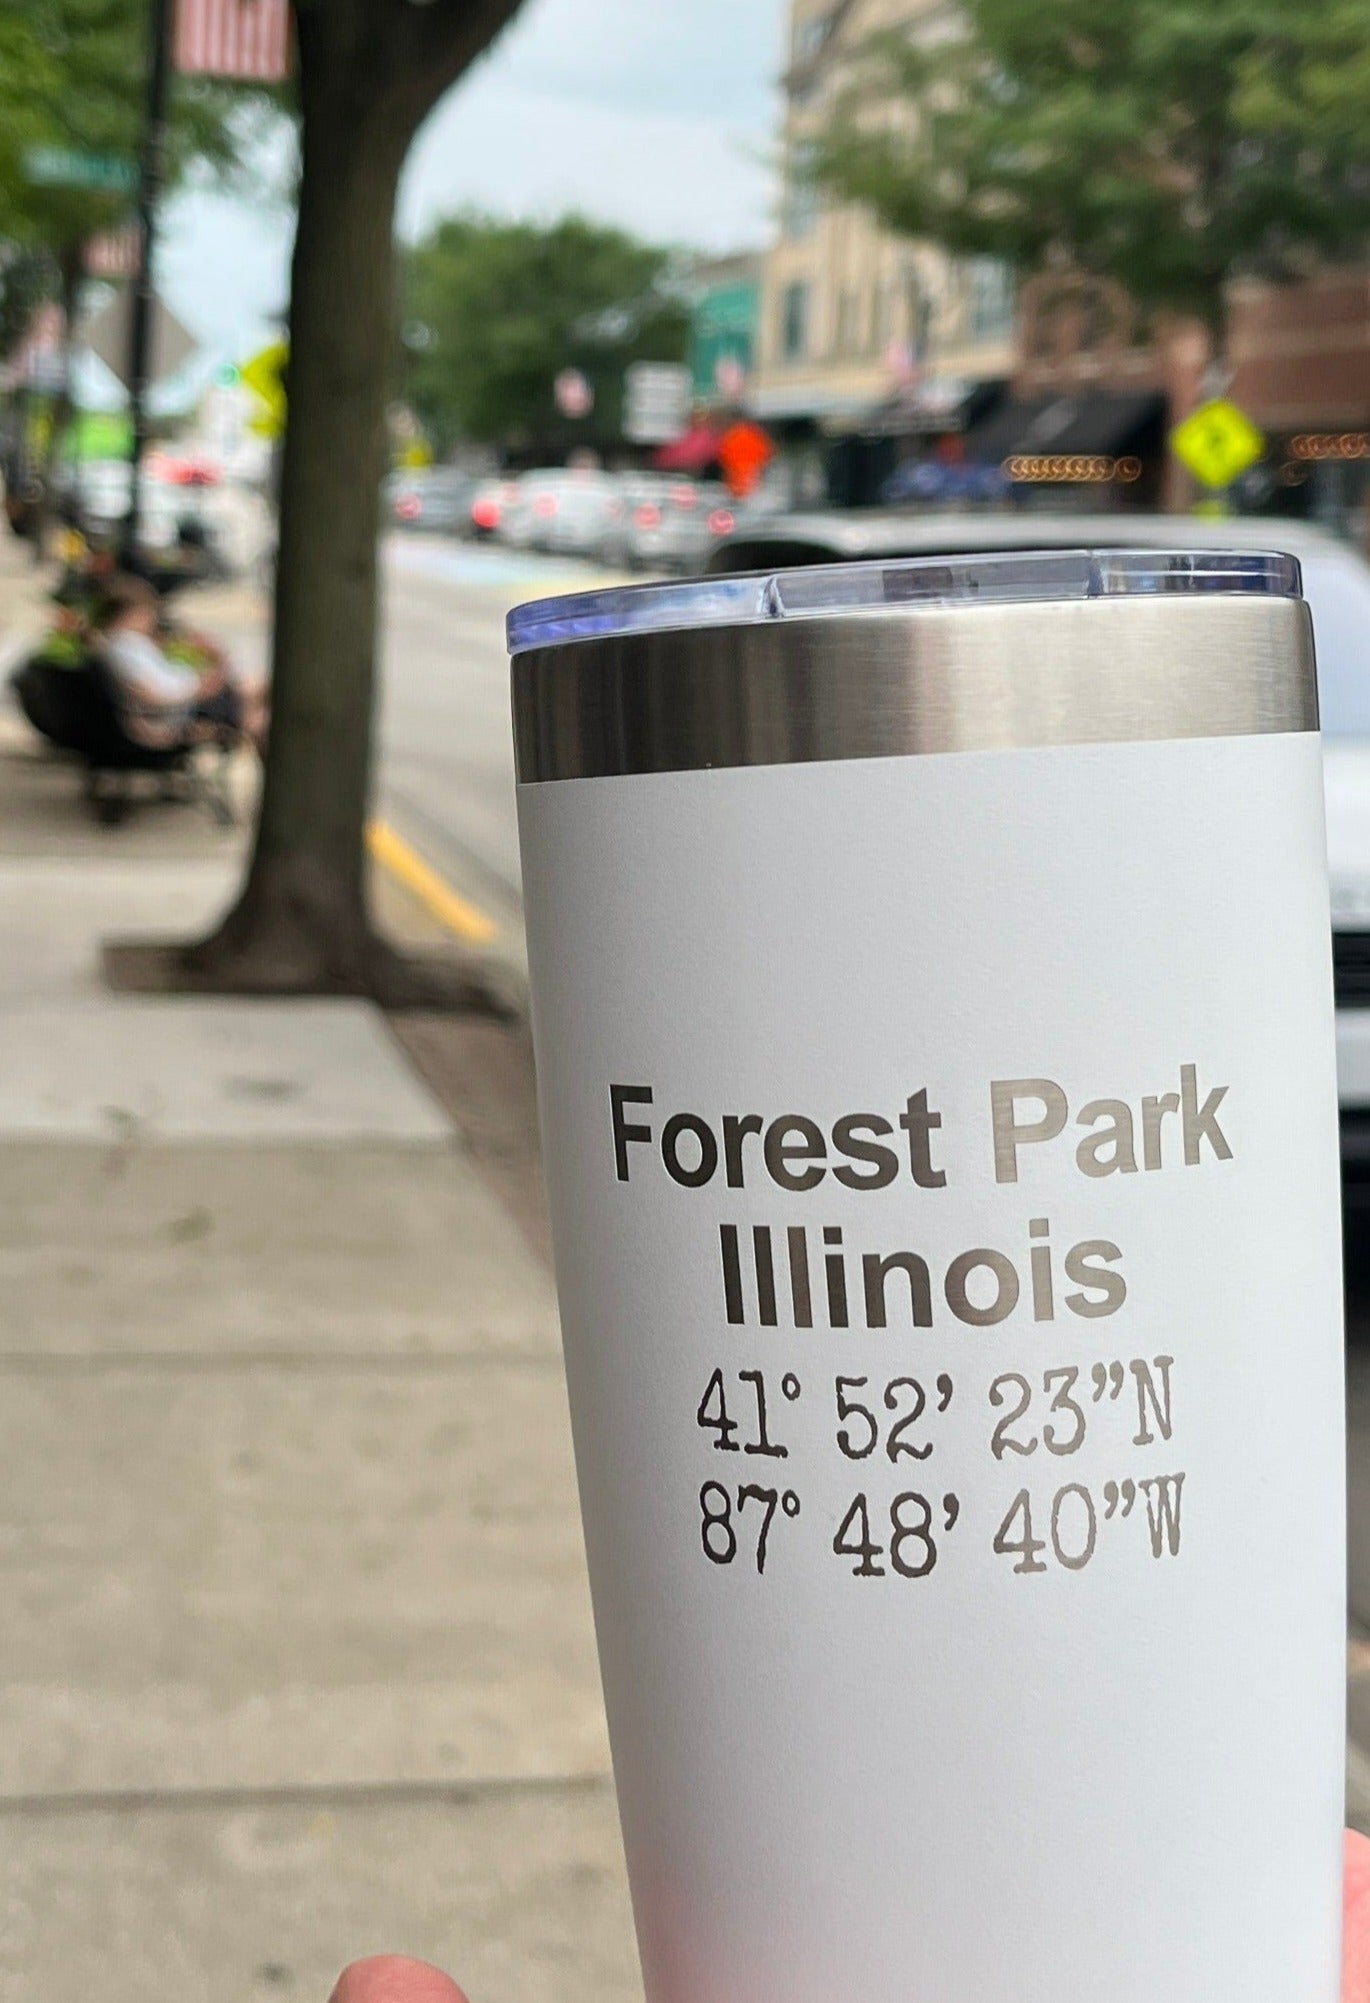 Forest Park
Illinois
41° 52’ 23”N
87° 48’ 40”W